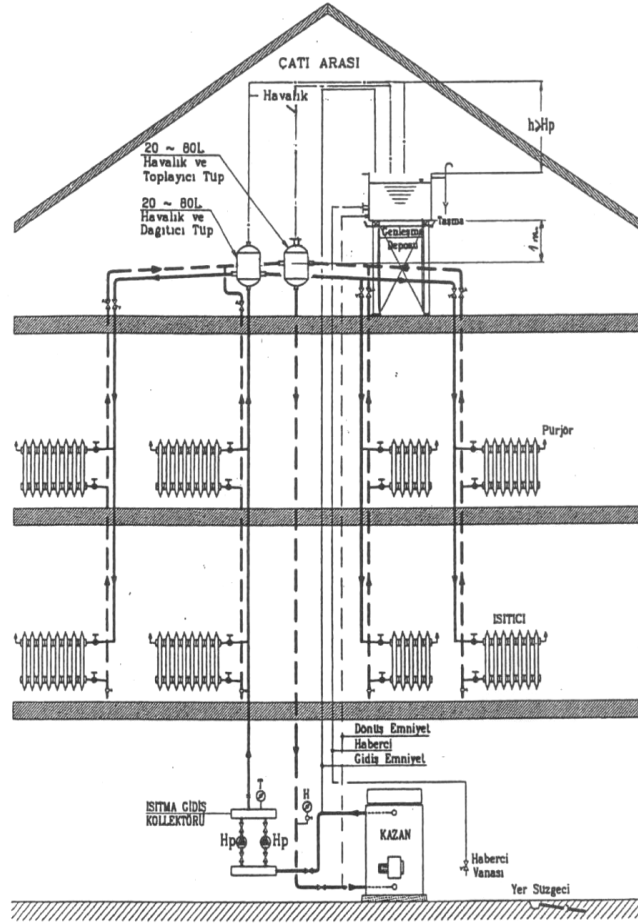 ÇATI ARASI
Havalık
h>Hp
20 ~ 80L
Havalık ve
Toplayıcı Tüp
20 ~ 80L
Havalık ve
Dağıtıcı Tüp
Taşma
Genleşme
Deposu
1 m.
Pürjör
ISITICI
Dönüş Emniyet
Haberci
Gidiş Emniyet
T
H
ISITMA GİDİŞ
KOLLEKTÖRÜ
Hp
Hp
KAZAN
Haberci
Vanası
Yer Süzgeci